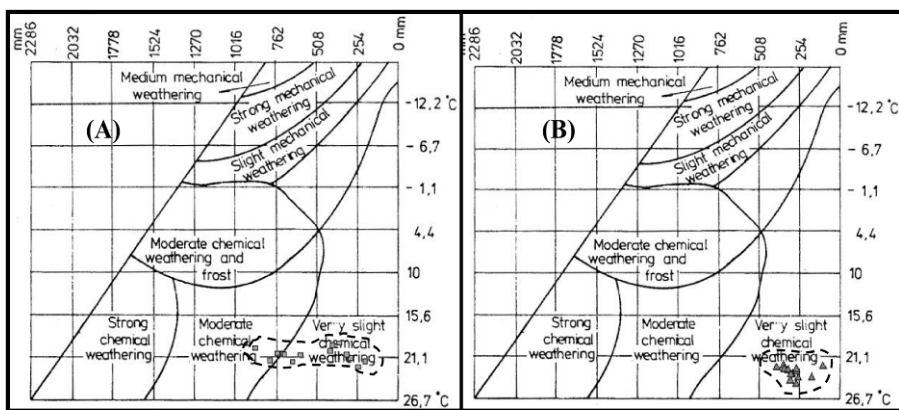 mm
2286
2032
1778
1524
1270
1016
762
508
254
0 mm
Medium mechanical
weathering
Strong mechanical
weathering
Slight mechanical
weathering
(A)
-12,2 °C
-6,7
-1,1
4,4
10
15,6
21,1
26,7 °C
Moderate chemical
weathering and
frost
Strong
chemical
weathering
Moderate
chemical
weathering
Verry slight
chemical
weathering
mm
2286
2032
1778
1524
1270
1016
762
508
254
0 mm
Medium mechanical
weathering
Strong mechanical
weathering
Slight mechanical
weathering
(B)
-12,2 °C
-6,7
-1,1
4,4
10
15,6
21,1
26,7 °C
Moderate chemical
weathering and
frost
Strong
chemical
weathering
Moderate
chemical
weathering
Verry slight
chemical
weathering